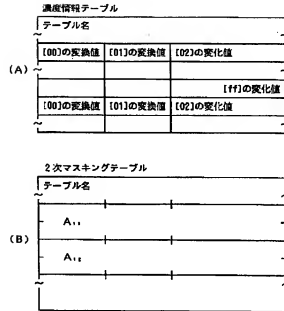 濃度情報テーブル
テーブル名
[00]の変換値 [01]の変換値 [02]の変化値
(A)
[ff]の変化値
[00]の変換値 [01]の変換値 [02]の変化値
2次マスキングテーブル
テーブル名
A₁₁
(B)
A₁₂